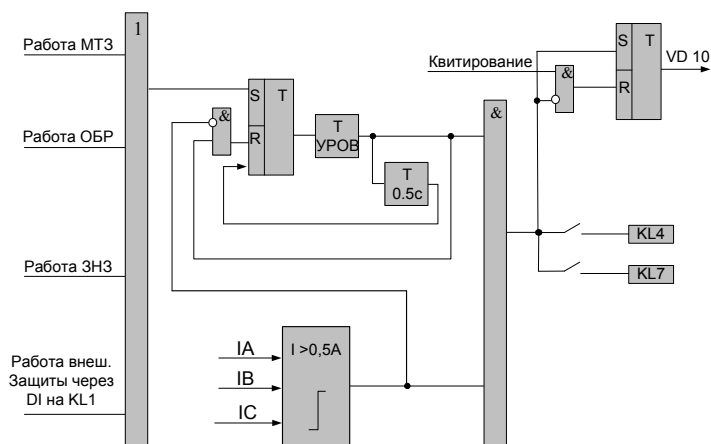 1
Работа МТЗ
Работа ОБР
Работа ЗНЗ
Работа внеш.
Защиты через
DI на KL1
&
S
T
R
T
УРОВ
T
0.5с
IA
IB
IC
I >0,5A
&
Квитирование
&
S
T
R
VD 10
KL4
KL7